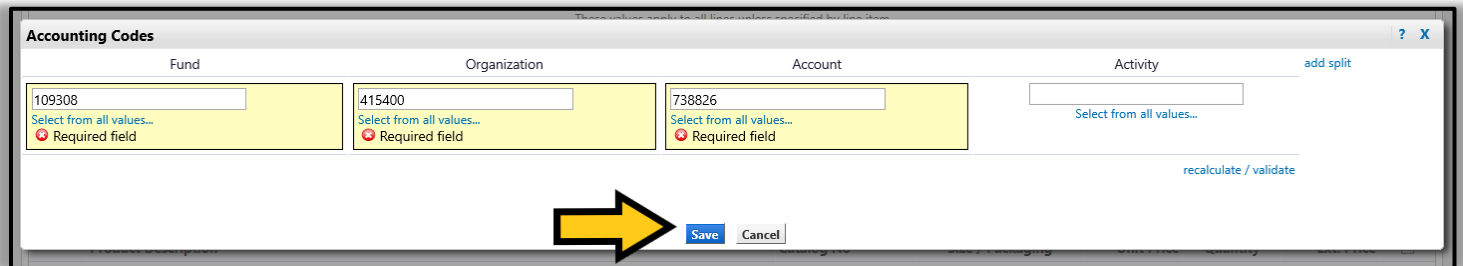 These values apply to all lines unless specified by line item
Accounting Codes ? X
Fund Organization Account Activity add split
109308 415400 738826
Select from all values... Select from all values... Select from all values... Select from all values...
Required field Required field Required field
recalculate / validate
Save Cancel
Product Description Catalog No Size / Packaging Unit Price Quantity Ext. Price